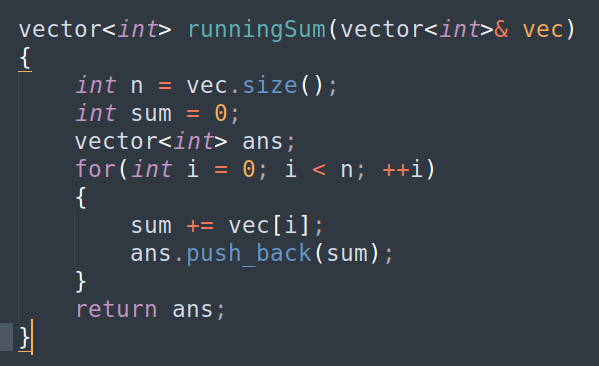 vector<int> runningSum(vector<int>& vec)
{
    int n = vec.size();
    int sum = 0;
    vector<int> ans;
    for(int i = 0; i < n; ++i)
    {
        sum += vec[i];
        ans.push_back(sum);
    }
    return ans;
}